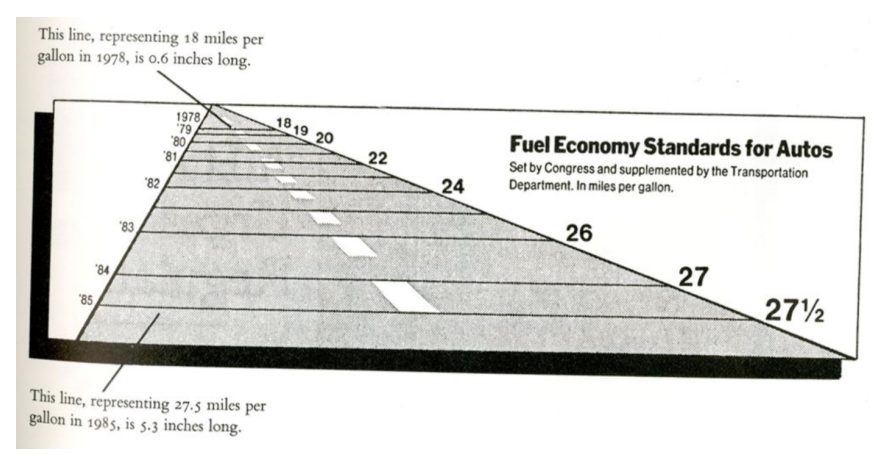 This line, representing 18 miles per
gallon in 1978, is 0.6 inches long.
1978
'79
'80
'81
'82
'83
'84
'85
18
19
20
22
24
26
27
27½
Fuel Economy Standards for Autos
Set by Congress and supplemented by the Transportation
Department. In miles per gallon.
This line, representing 27.5 miles per
gallon in 1985, is 5.3 inches long.